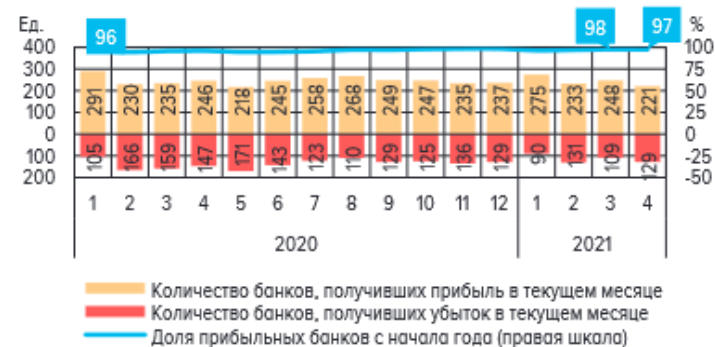 Ед. %
96 98 97
400 100
300 75
200 50
100 25
0 0
100 -25
200 -50
291 230 235 246 218 245 258 268 249 247 235 237 275 233 248 221
105 166 159 147 171 143 123 110 129 125 136 129 90 131 109 129
1 2 3 4 5 6 7 8 9 10 11 12 1 2 3 4
2020 2021
Количество банков, получивших прибыль в текущем месяце
Количество банков, получивших убыток в текущем месяце
Доля прибыльных банков с начала года (правая шкала)